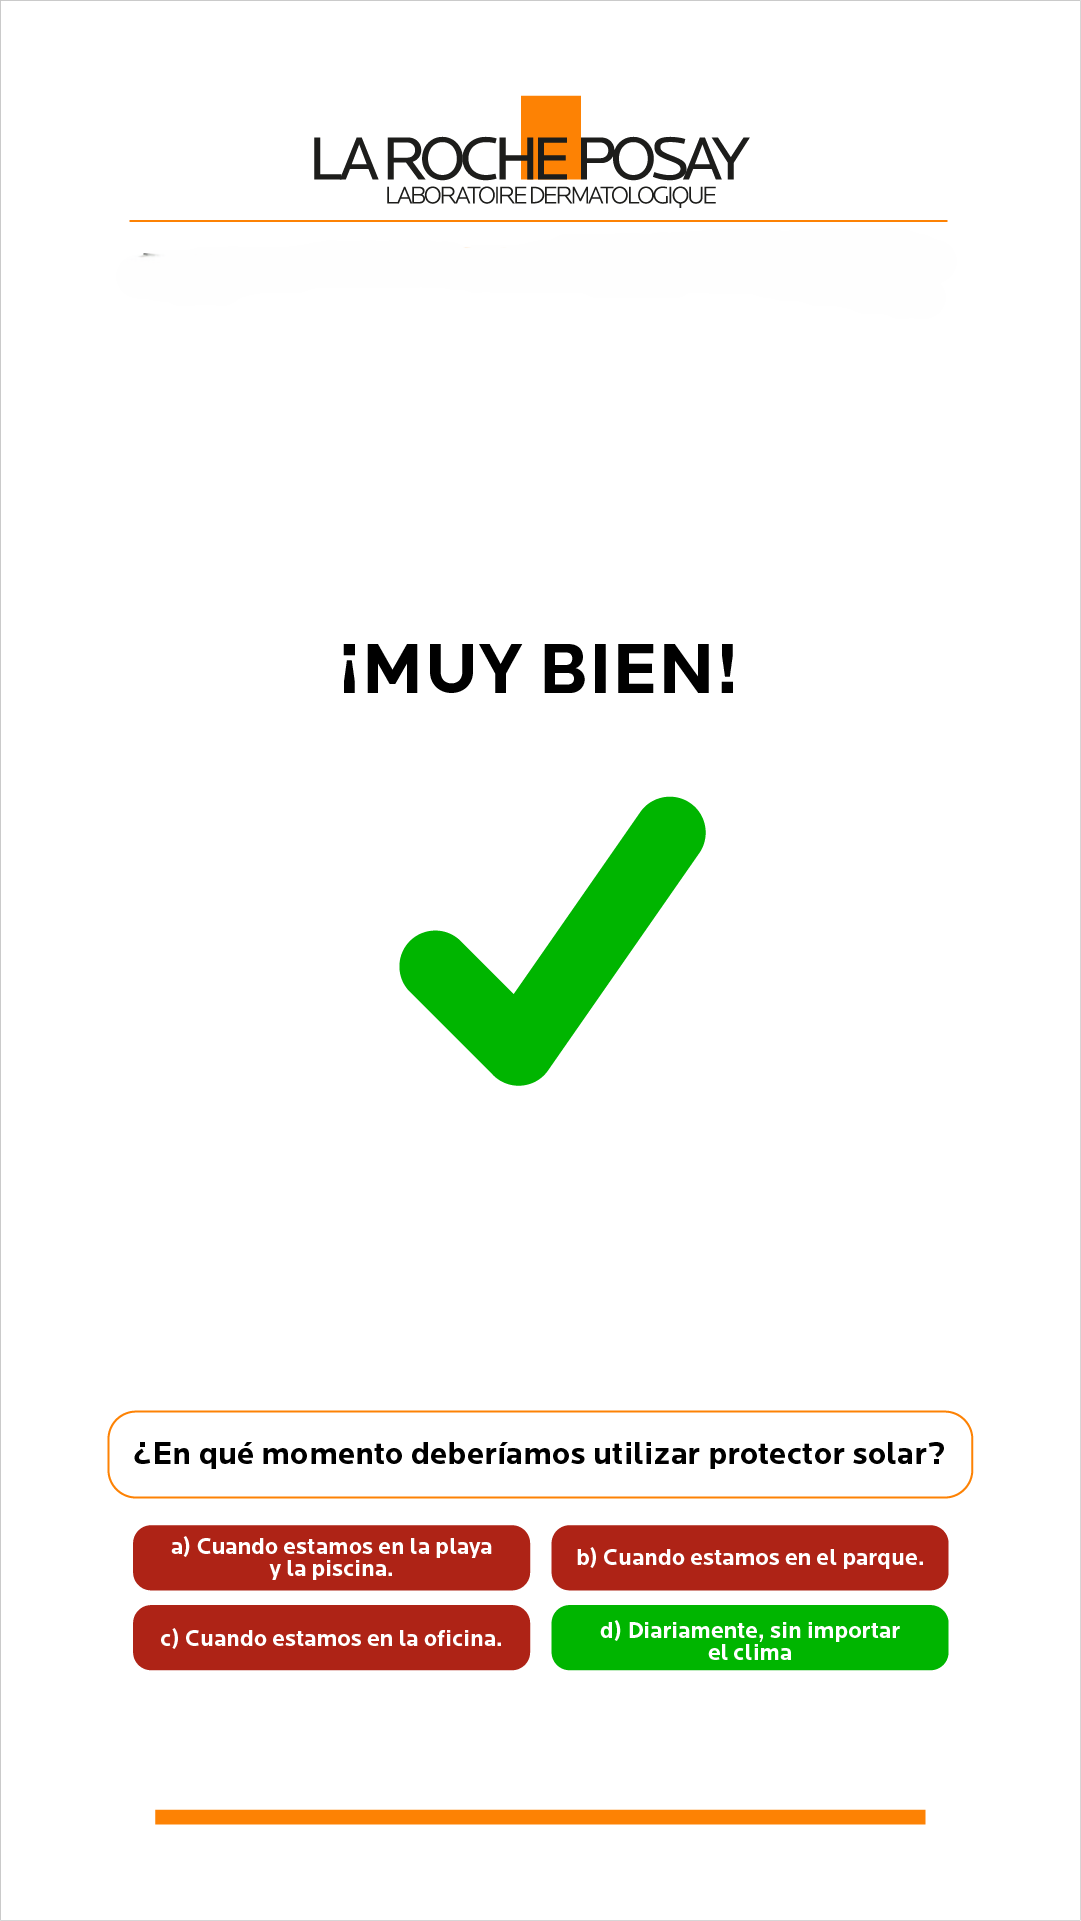 LA ROCHE POSAY
LABORATOIRE DERMATOLOGIQUE
¡MUY BIEN!
¿En qué momento deberíamos utilizar protector solar?
a) Cuando estamos en la playa
y la piscina.
b) Cuando estamos en el parque.
c) Cuando estamos en la oficina.
d) Diariamente, sin importar
el clima